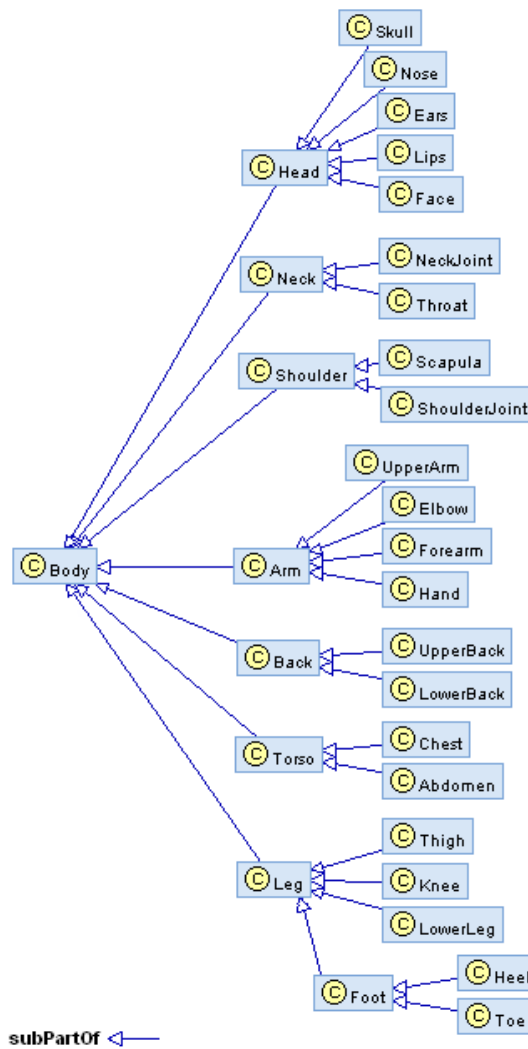 C Skull
C Nose
C Ears
C Head
C Lips
C Face
C NeckJoint
C Neck
C Throat
C Scapula
C Shoulder
C ShoulderJoint
C UpperArm
C Elbow
C Forearm
C Body
C Arm
C Hand
C UpperBack
C Back
C LowerBack
C Chest
C Torso
C Abdomen
C Thigh
C Leg
C Knee
C LowerLeg
C Heel
C Foot
C Toe
subPartOf